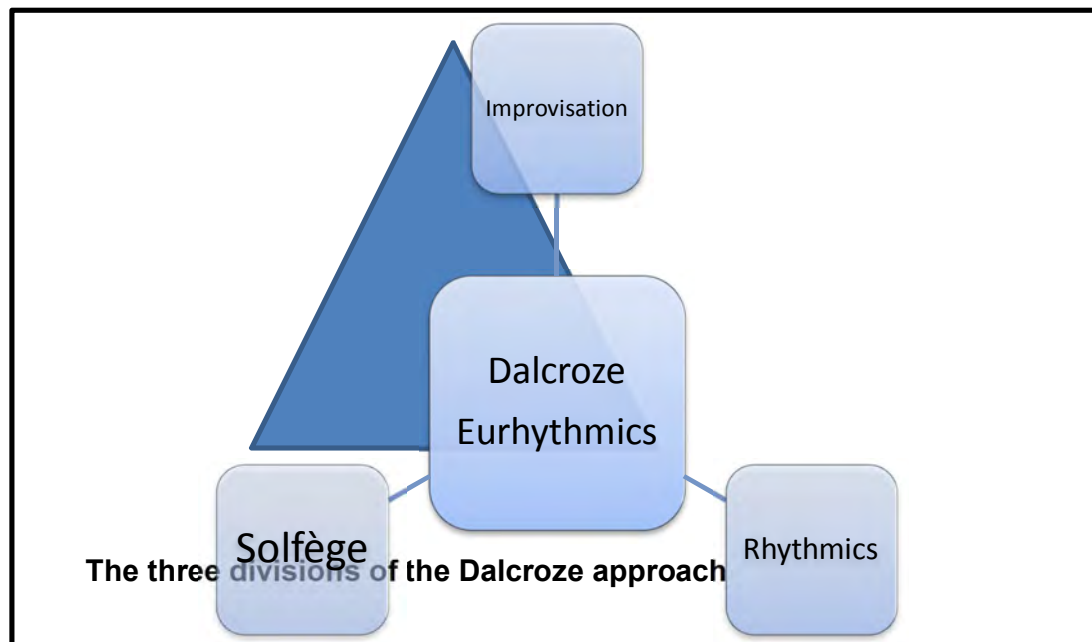 Improvisation
Dalcroze
Eurhythmics
Solfège
Rhythmics
The three divisions of the Dalcroze approach